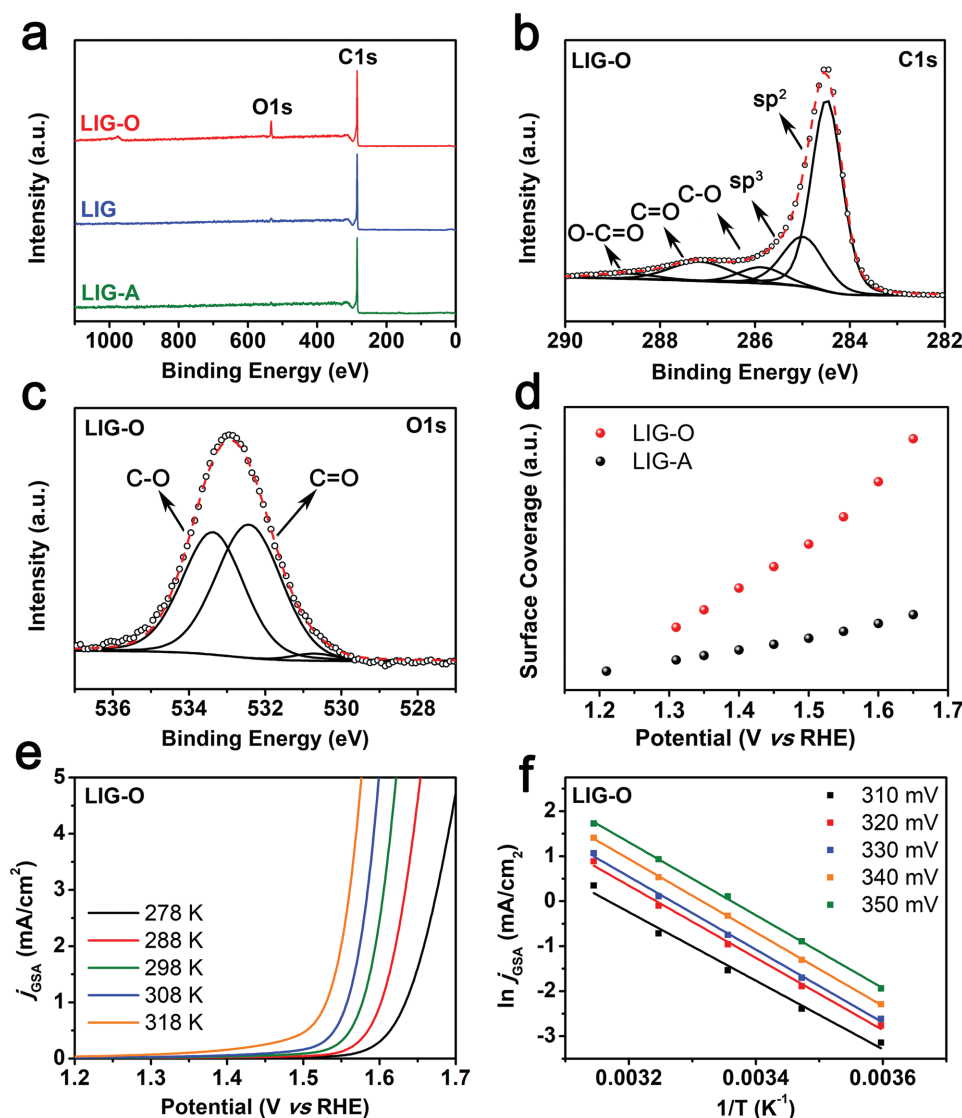 a
LIG-O
O1s
C1s
LIG
LIG-A
Intensity (a.u.)
1000 800 600 400 200 0
Binding Energy (eV)
b
LIG-O
C1s
sp²
sp³
C-O
C=O
O-C=O
Intensity (a.u.)
290 288 286 284 282
Binding Energy (eV)
c
LIG-O
O1s
C-O
C=O
Intensity (a.u.)
536 534 532 530 528
Binding Energy (eV)
d
LIG-O
LIG-A
Surface Coverage (a.u.)
1.2 1.3 1.4 1.5 1.6 1.7
Potential (V vs RHE)
e
LIG-O
5
4
3
2
1
0
278 K
288 K
298 K
308 K
318 K
jGSA (mA/cm²)
1.2 1.3 1.4 1.5 1.6 1.7
Potential (V vs RHE)
f
LIG-O
310 mV
320 mV
330 mV
340 mV
350 mV
2
1
0
-1
-2
-3
ln jGSA (mA/cm₂)
0.0032 0.0034 0.0036
1/T (K⁻¹)